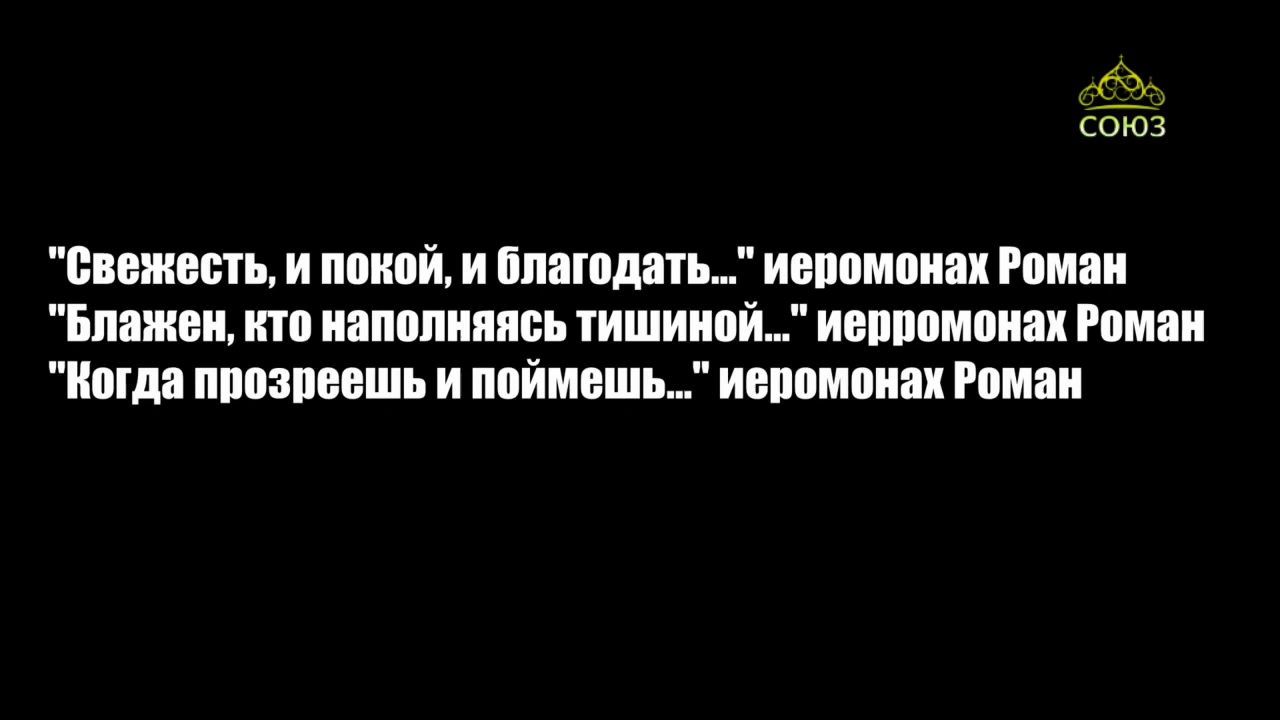 СОЮЗ
"Свежесть, и покой, и благодать..." иеромонах Роман
"Блажен, кто наполняясь тишиной..." иерромонах Роман
"Когда прозреешь и поймешь..." иеромонах Роман